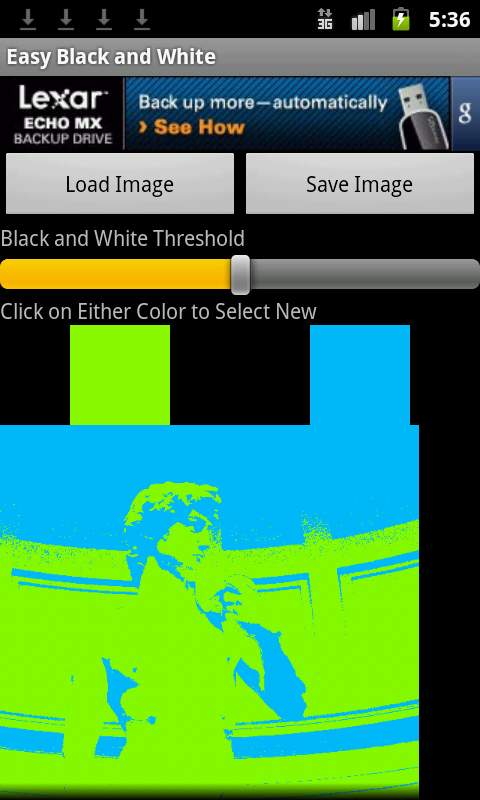 3G
5:36
Easy Black and White
Lexar
ECHO MX
BACKUP DRIVE
Back up more—automatically
› See How
g
Load Image
Save Image
Black and White Threshold
Click on Either Color to Select New